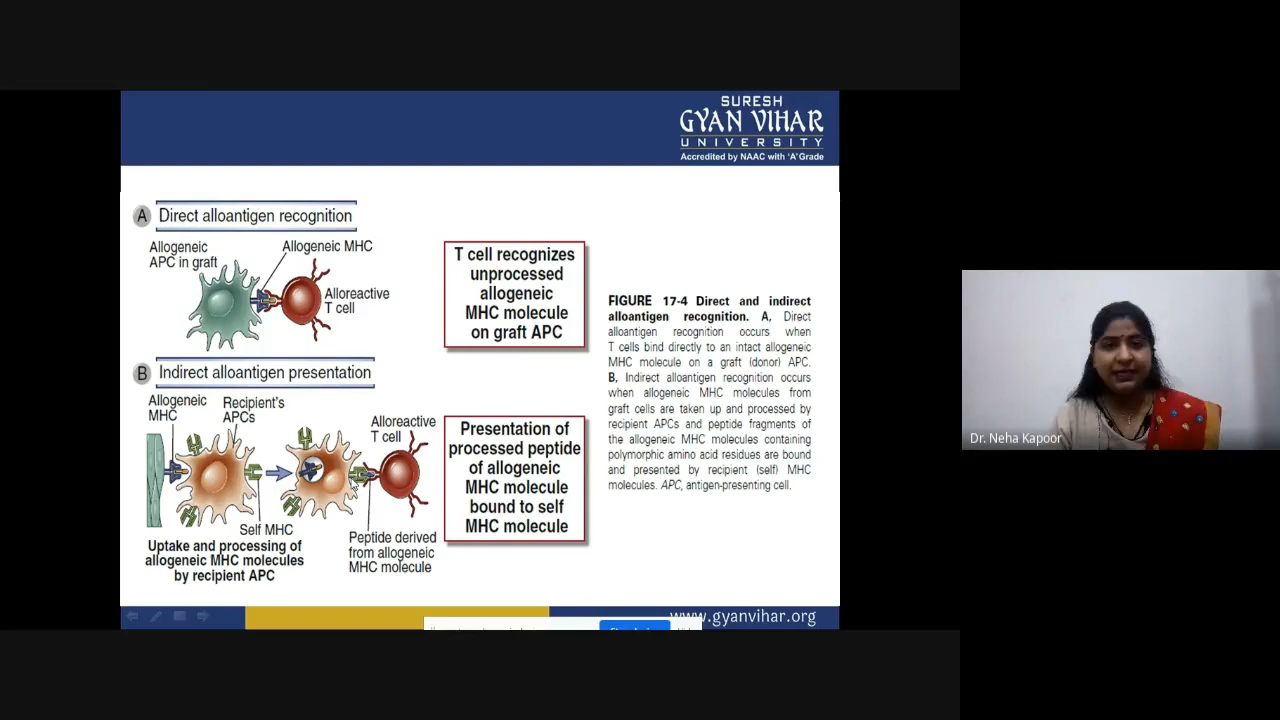 SURESH
GYAN VIHAR
UNIVERSITY
Accredited by NAAC with 'A' Grade
A
Direct alloantigen recognition
Allogeneic
APC in graft
Allogeneic MHC
Alloreactive
T cell
T cell recognizes
unprocessed
allogeneic
MHC molecule
on graft APC
B
Indirect alloantigen presentation
Allogeneic
MHC
Recipient's
APCs
Alloreactive
T cell
Self MHC
Uptake and processing of
allogeneic MHC molecules
by recipient APC
Peptide derived
from allogeneic
MHC molecule
Presentation of
processed peptide
of allogeneic
MHC molecule
bound to self
MHC molecule
FIGURE 17-4 Direct and indirect
alloantigen recognition. A, Direct
alloantigen recognition occurs when
T cells bind directly to an intact allogeneic
MHC molecule on a graft (donor) APC.
B, Indirect alloantigen recognition occurs
when allogeneic MHC molecules from
graft cells are taken up and processed by
recipient APCs and peptide fragments of
the allogeneic MHC molecules containing
polymorphic amino acid residues are bound
and presented by recipient (self) MHC
molecules. APC, antigen-presenting cell.
www.gyanvihar.org
Dr. Neha Kapoor